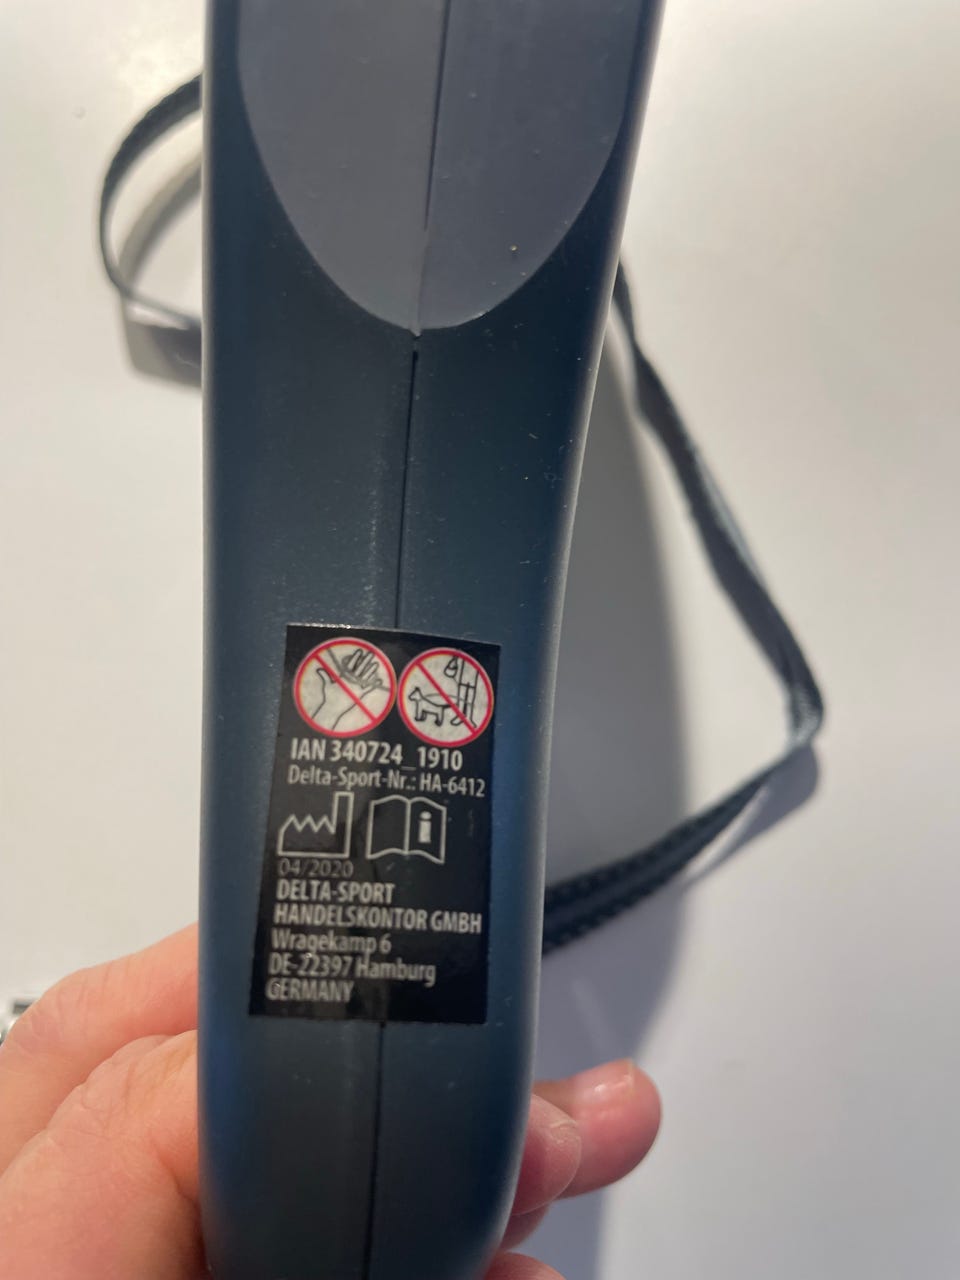 IAN 340724_1910
Delta-Sport-Nr.: HA-6412
i
04/2020
DELTA-SPORT
HANDELSKONTOR GMBH
Wragekamp 6
DE-22397 Hamburg
GERMANY